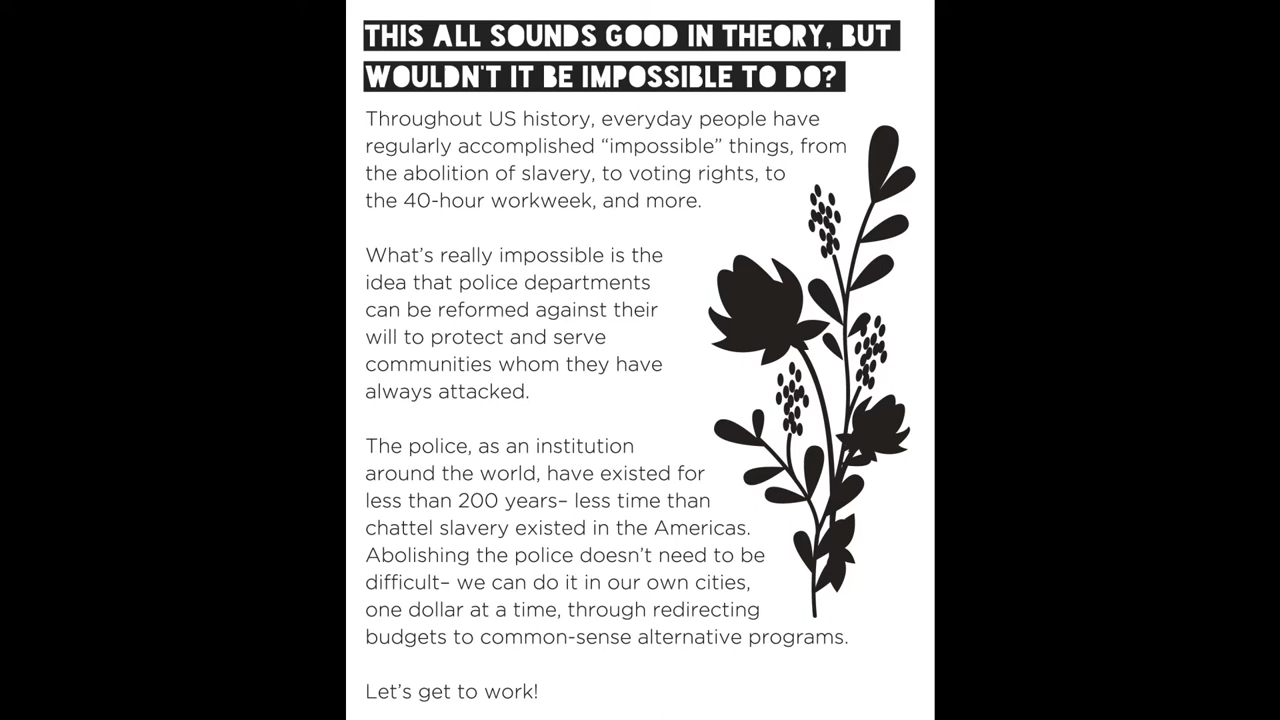 THIS ALL SOUNDS GOOD IN THEORY, BUT
WOULDN'T IT BE IMPOSSIBLE TO DO?
Throughout US history, everyday people have
regularly accomplished “impossible” things, from
the abolition of slavery, to voting rights, to
the 40-hour workweek, and more.
What’s really impossible is the
idea that police departments
can be reformed against their
will to protect and serve
communities whom they have
always attacked.
The police, as an institution
around the world, have existed for
less than 200 years– less time than
chattel slavery existed in the Americas.
Abolishing the police doesn’t need to be
difficult– we can do it in our own cities,
one dollar at a time, through redirecting
budgets to common-sense alternative programs.
Let’s get to work!